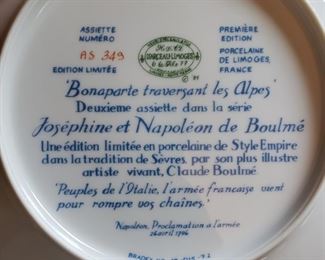 ASSIETTE
NUMÉRO
AS 349
EDITION LIMITÉE
PREMIÈRE
EDITION
PORCELAINE
DE LIMOGES,
FRANCE
D'ARCEAU-LIMOGES
'Bonaparte traversant les Alpes'
Deuxieme assiette dans la série
Joséphine et Napoléon de Boulmé
Une édition limitée en porcelaine de Style Empire
dans la tradition de Sèvres, par son plus illustre
artiste vivant, Claude Boulmé
'Peuples de l'Italie, l'armée française vient
pour rompre vos chaînes.'
Napoléon, Proclamation a l'armée
26 avril 1796